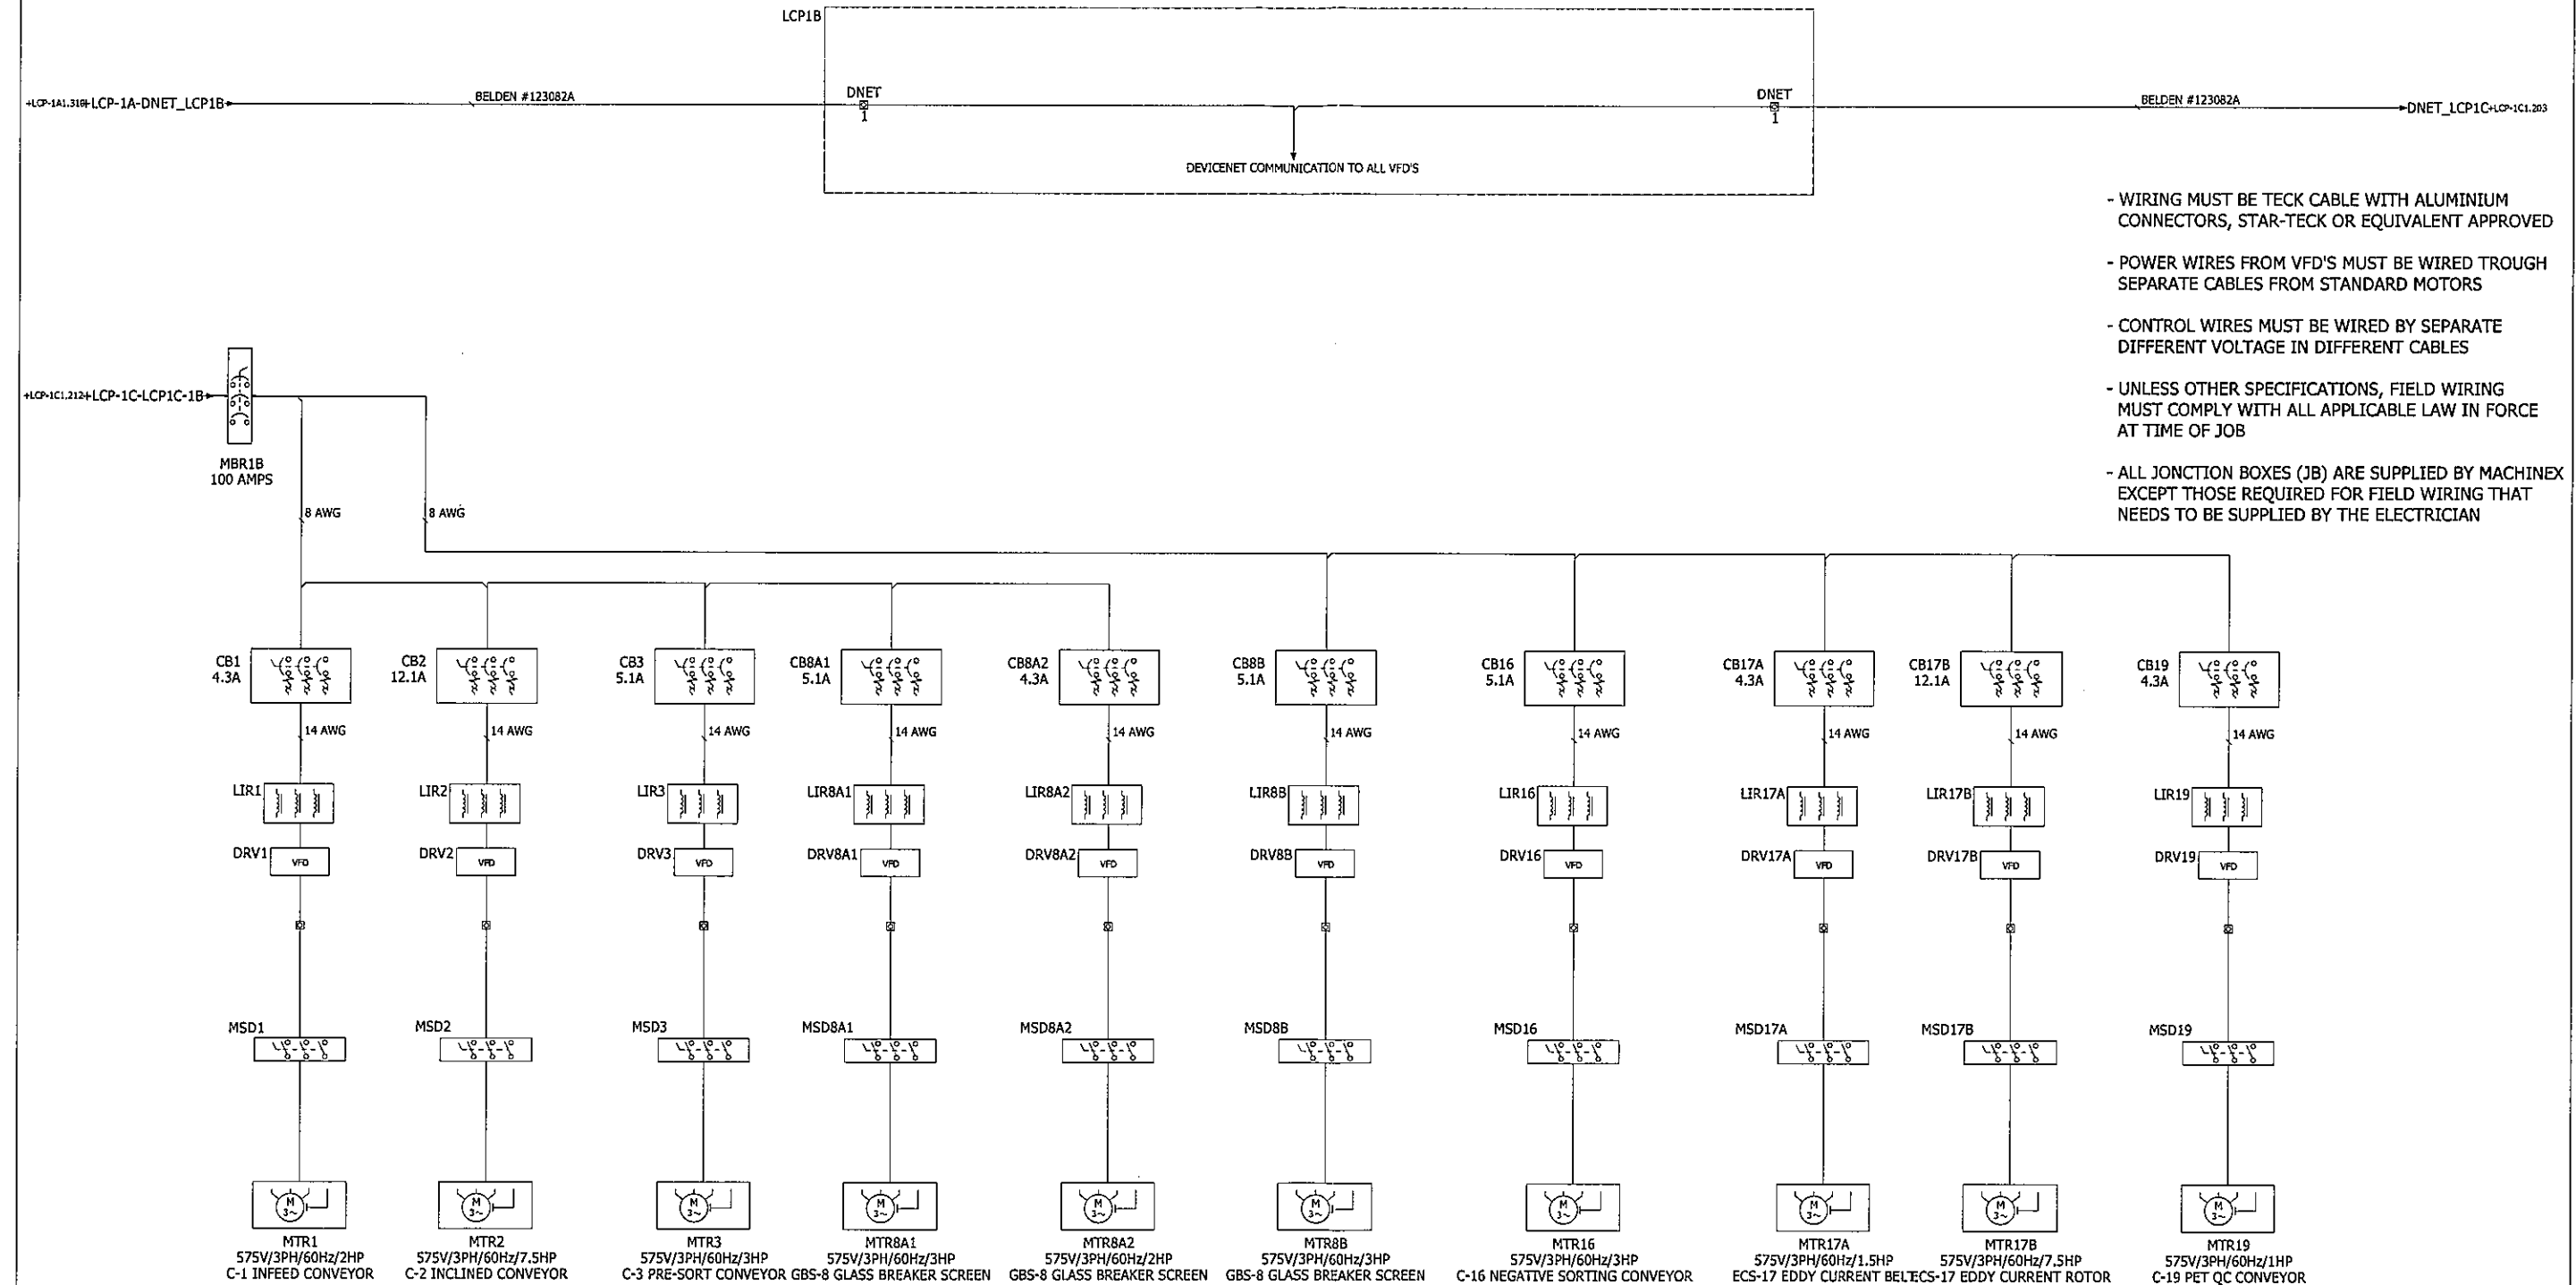 LCP1B
+LCP-1A1.319+LCP-1A-DNET_LCP1B
BELDEN #123082A
DNET
1
DNET
1
BELDEN #123082A
DNET_LCP1C+LCP-1C1.203
DEVICENET COMMUNICATION TO ALL VFD'S
- WIRING MUST BE TECK CABLE WITH ALUMINIUM
CONNECTORS, STAR-TECK OR EQUIVALENT APPROVED
- POWER WIRES FROM VFD'S MUST BE WIRED TROUGH
SEPARATE CABLES FROM STANDARD MOTORS
- CONTROL WIRES MUST BE WIRED BY SEPARATE
DIFFERENT VOLTAGE IN DIFFERENT CABLES
- UNLESS OTHER SPECIFICATIONS, FIELD WIRING
MUST COMPLY WITH ALL APPLICABLE LAW IN FORCE
AT TIME OF JOB
- ALL JONCTION BOXES (JB) ARE SUPPLIED BY MACHINEX
EXCEPT THOSE REQUIRED FOR FIELD WIRING THAT
NEEDS TO BE SUPPLIED BY THE ELECTRICIAN
+LCP-1C1.212+LCP-1C-LCP1C-1B
MBR1B
100 AMPS
8 AWG
8 AWG
CB1
4.3A
CB2
12.1A
CB3
5.1A
CB8A1
5.1A
CB8A2
4.3A
CB8B
5.1A
CB16
5.1A
CB17A
4.3A
CB17B
12.1A
CB19
4.3A
14 AWG
14 AWG
14 AWG
14 AWG
14 AWG
14 AWG
14 AWG
14 AWG
14 AWG
14 AWG
LIR1
LIR2
LIR3
LIR8A1
LIR8A2
LIR8B
LIR16
LIR17A
LIR17B
LIR19
DRV1
VFD
DRV2
VFD
DRV3
VFD
DRV8A1
VFD
DRV8A2
VFD
DRV8B
VFD
DRV16
VFD
DRV17A
VFD
DRV17B
VFD
DRV19
VFD
MSD1
MSD2
MSD3
MSD8A1
MSD8A2
MSD8B
MSD16
MSD17A
MSD17B
MSD19
M
3~
M
3~
M
3~
M
3~
M
3~
M
3~
M
3~
M
3~
M
3~
M
3~
MTR1
575V/3PH/60Hz/2HP
C-1 INFEED CONVEYOR
MTR2
575V/3PH/60Hz/7.5HP
C-2 INCLINED CONVEYOR
MTR3
575V/3PH/60Hz/3HP
C-3 PRE-SORT CONVEYOR
MTR8A1
575V/3PH/60Hz/3HP
GBS-8 GLASS BREAKER SCREEN
MTR8A2
575V/3PH/60Hz/2HP
GBS-8 GLASS BREAKER SCREEN
MTR8B
575V/3PH/60Hz/3HP
GBS-8 GLASS BREAKER SCREEN
MTR16
575V/3PH/60Hz/3HP
C-16 NEGATIVE SORTING CONVEYOR
MTR17A
575V/3PH/60Hz/1.5HP
ECS-17 EDDY CURRENT BELT
MTR17B
575V/3PH/60Hz/7.5HP
ECS-17 EDDY CURRENT ROTOR
MTR19
575V/3PH/60Hz/1HP
C-19 PET QC CONVEYOR